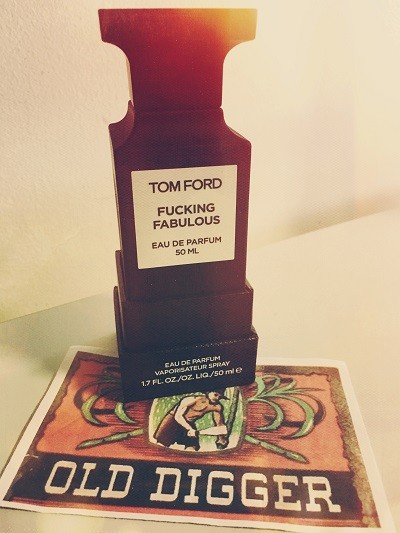 TOM FORD
FUCKING
FABULOUS
EAU DE PARFUM
50 ML
EAU DE PARFUM
VAPORISATEUR SPRAY
1.7 FL. OZ./OZ. LIQ./50 ml ℮
OLD DIGGER